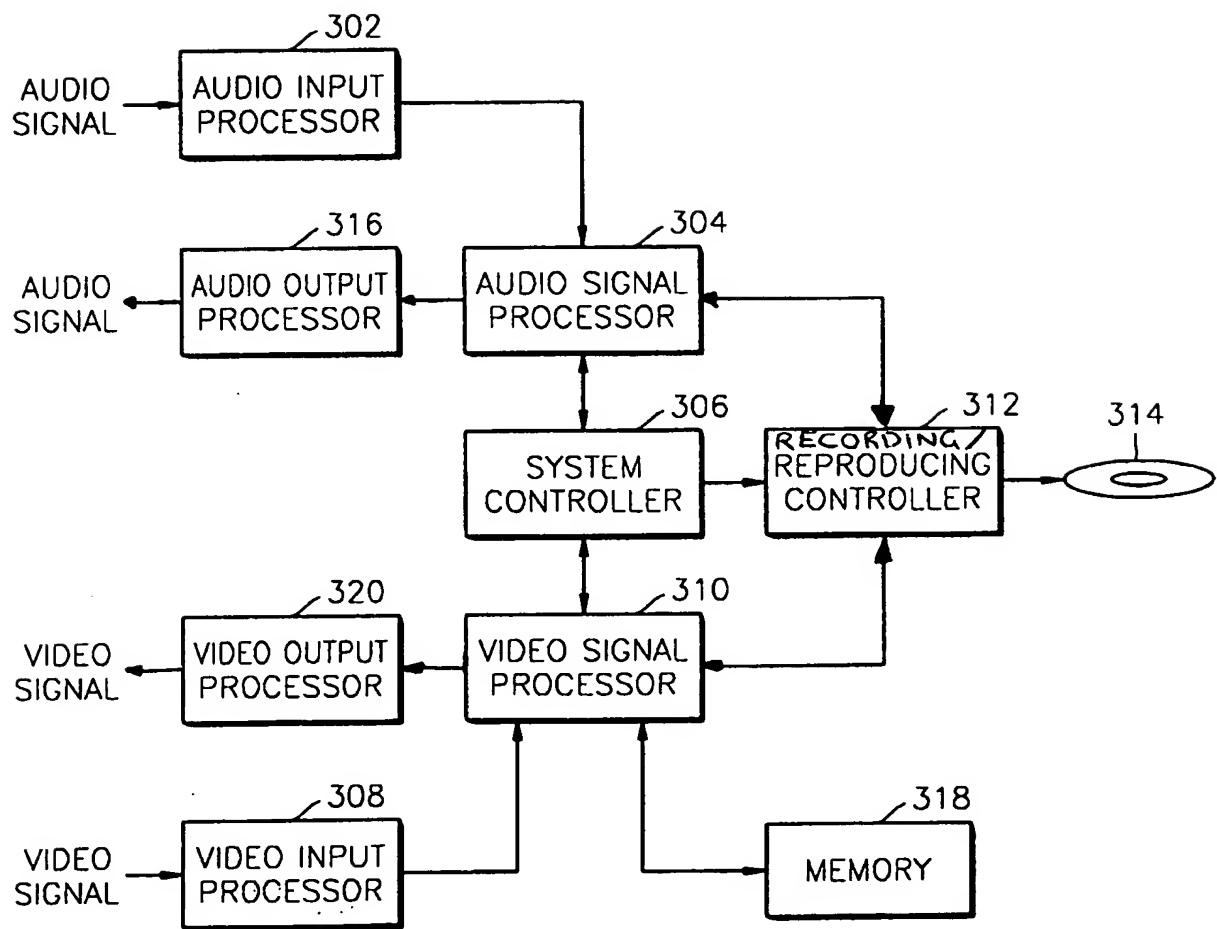 302
AUDIO
SIGNAL
AUDIO INPUT
PROCESSOR
316
304
AUDIO
SIGNAL
AUDIO OUTPUT
PROCESSOR
AUDIO SIGNAL
PROCESSOR
306
312
314
SYSTEM
CONTROLLER
RECORDING/
REPRODUCING
CONTROLLER
320
310
VIDEO
SIGNAL
VIDEO OUTPUT
PROCESSOR
VIDEO SIGNAL
PROCESSOR
308
318
VIDEO
SIGNAL
VIDEO INPUT
PROCESSOR
MEMORY